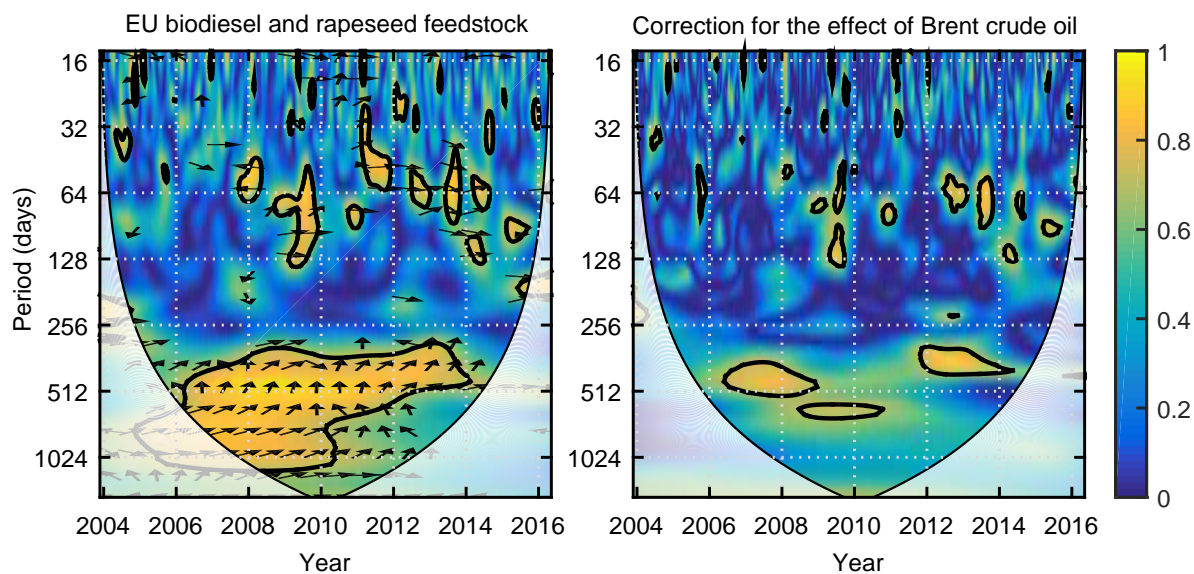 EU biodiesel and rapeseed feedstock
Correction for the effect of Brent crude oil
Period (days)
16
32
64
128
256
512
1024
2004 2006 2008 2010 2012 2014 2016
Year
16
32
64
128
256
512
1024
2004 2006 2008 2010 2012 2014 2016
Year
1
0.8
0.6
0.4
0.2
0